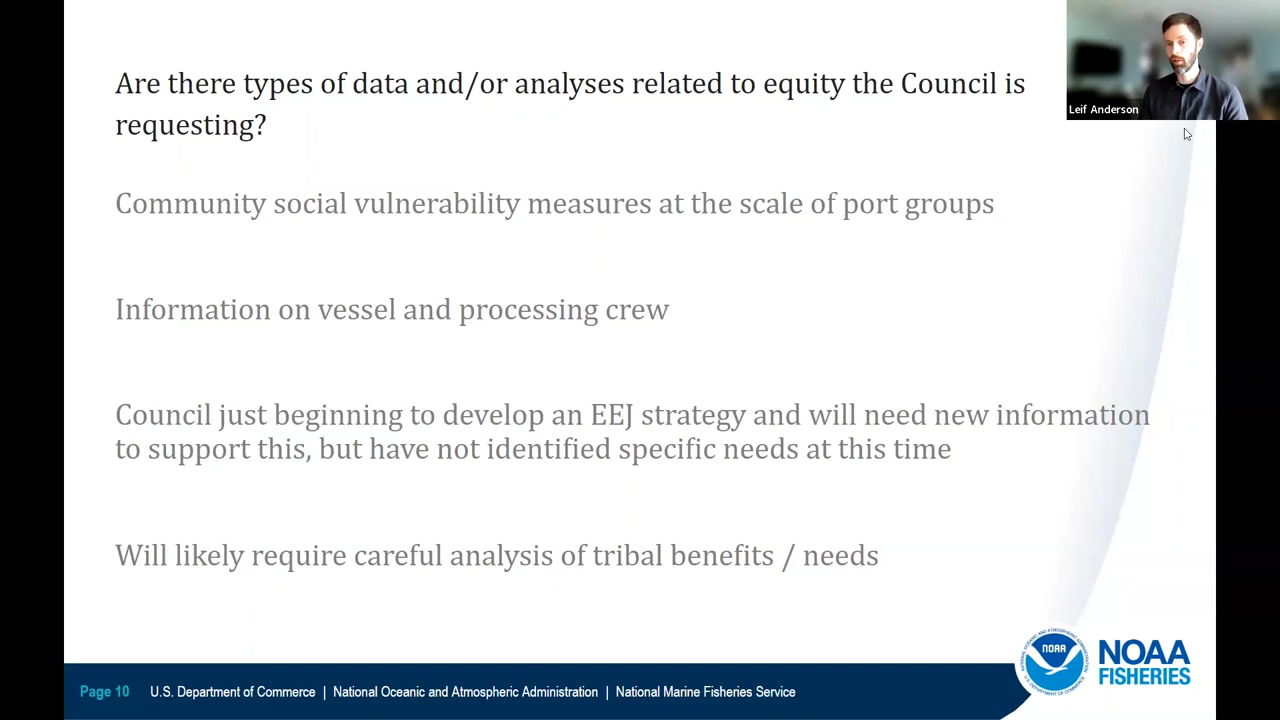 Are there types of data and/or analyses related to equity the Council is
requesting?
Leif Anderson
Community social vulnerability measures at the scale of port groups
Information on vessel and processing crew
Council just beginning to develop an EEJ strategy and will need new information
to support this, but have not identified specific needs at this time
Will likely require careful analysis of tribal benefits / needs
NOAA
NOAA
FISHERIES
Page 10 U.S. Department of Commerce | National Oceanic and Atmospheric Administration | National Marine Fisheries Service